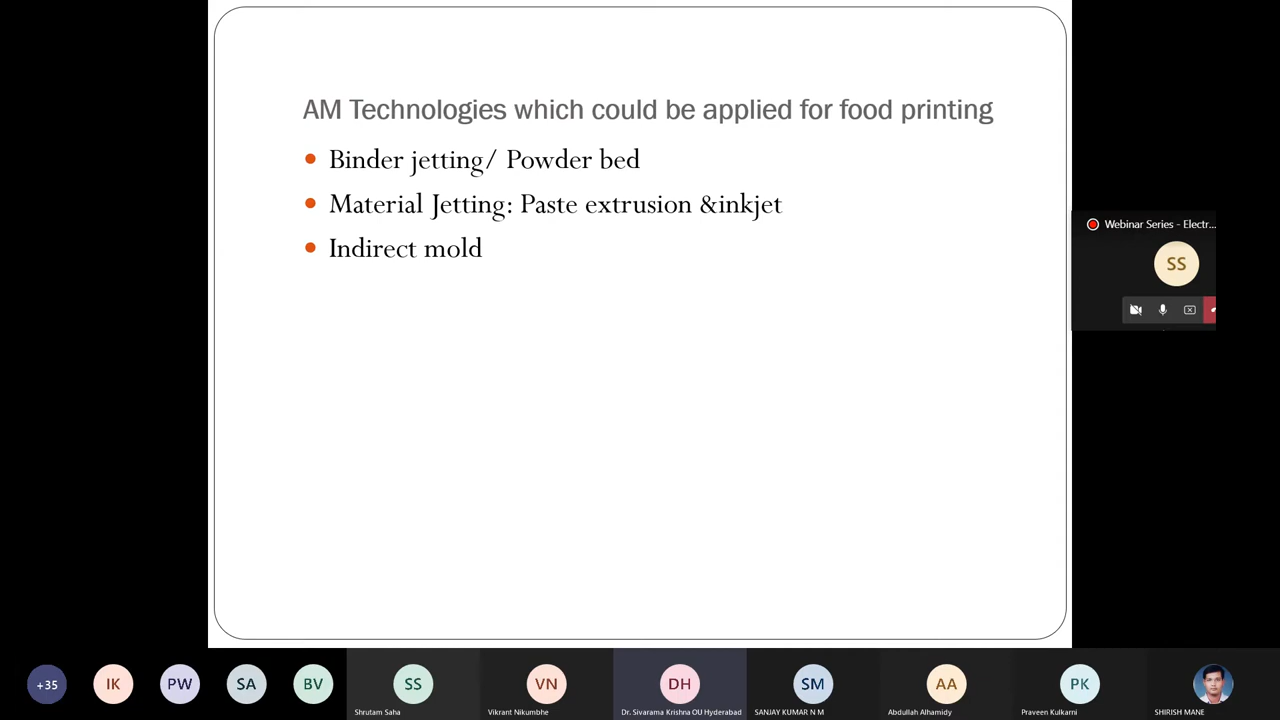 AM Technologies which could be applied for food printing
Binder jetting/ Powder bed
Material Jetting: Paste extrusion &inkjet
Indirect mold
Webinar Series - Electr...
SS
+35
IK
PW
SA
BV
SS
VN
DH
SM
AA
PK
Shrutam Saha
Vikrant Nikumbhe
Dr. Sivarama Krishna OU Hyderabad
SANJAY KUMAR N M
Abdullah Alhamidy
Praveen Kulkarni
SHIRISH MANE